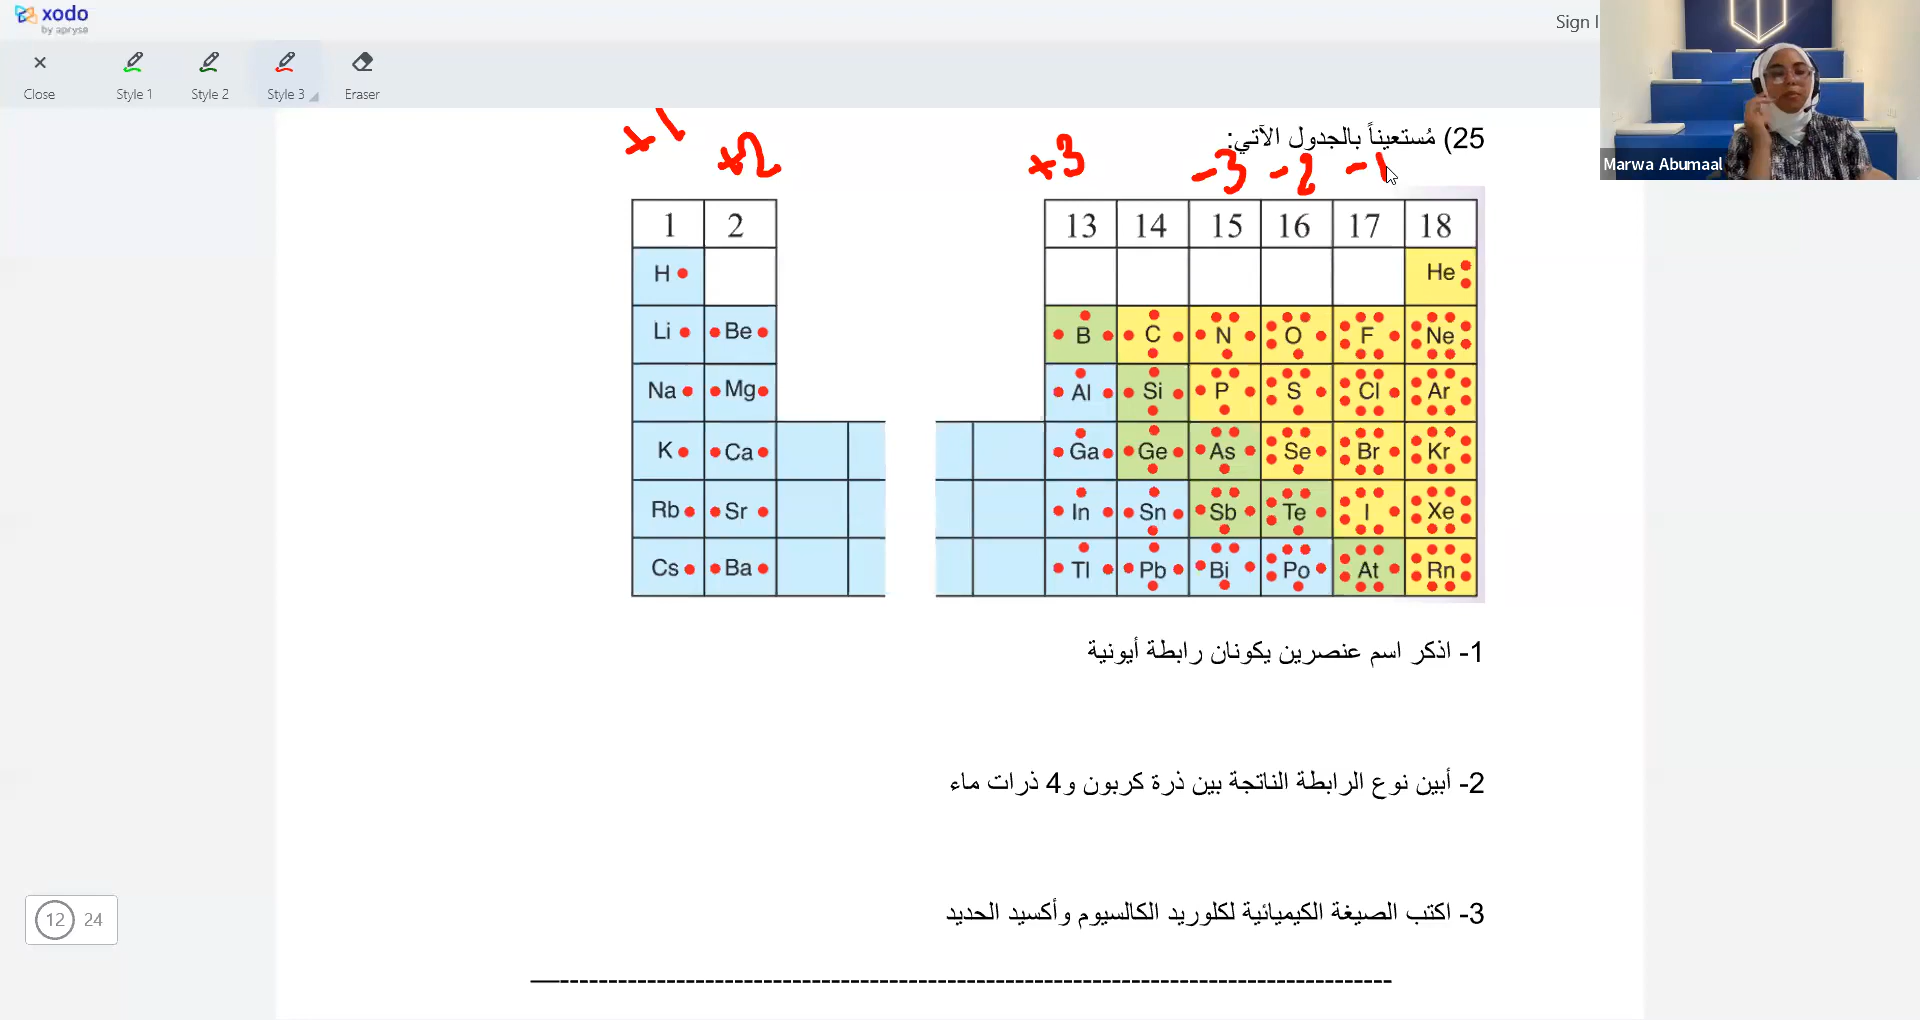 xodo
by apryse
Sign I
Close
Style 1
Style 2
Style 3
Eraser
Marwa Abumaal
25) مُستعيناً بالجدول الآتي:
+1 +2 +3 -3 -2 -1
1 2 13 14 15 16 17 18
H He
Li Be B C N O F Ne
Na Mg Al Si P S Cl Ar
K Ca Ga Ge As Se Br Kr
Rb Sr In Sn Sb Te I Xe
Cs Ba Tl Pb Bi Po At Rn
1- اذكر اسم عنصرين يكونان رابطة أيونية
2- أبين نوع الرابطة الناتجة بين ذرة كربون و4 ذرات ماء
3- اكتب الصيغة الكيميائية لكلوريد الكالسيوم وأكسيد الحديد
12 24